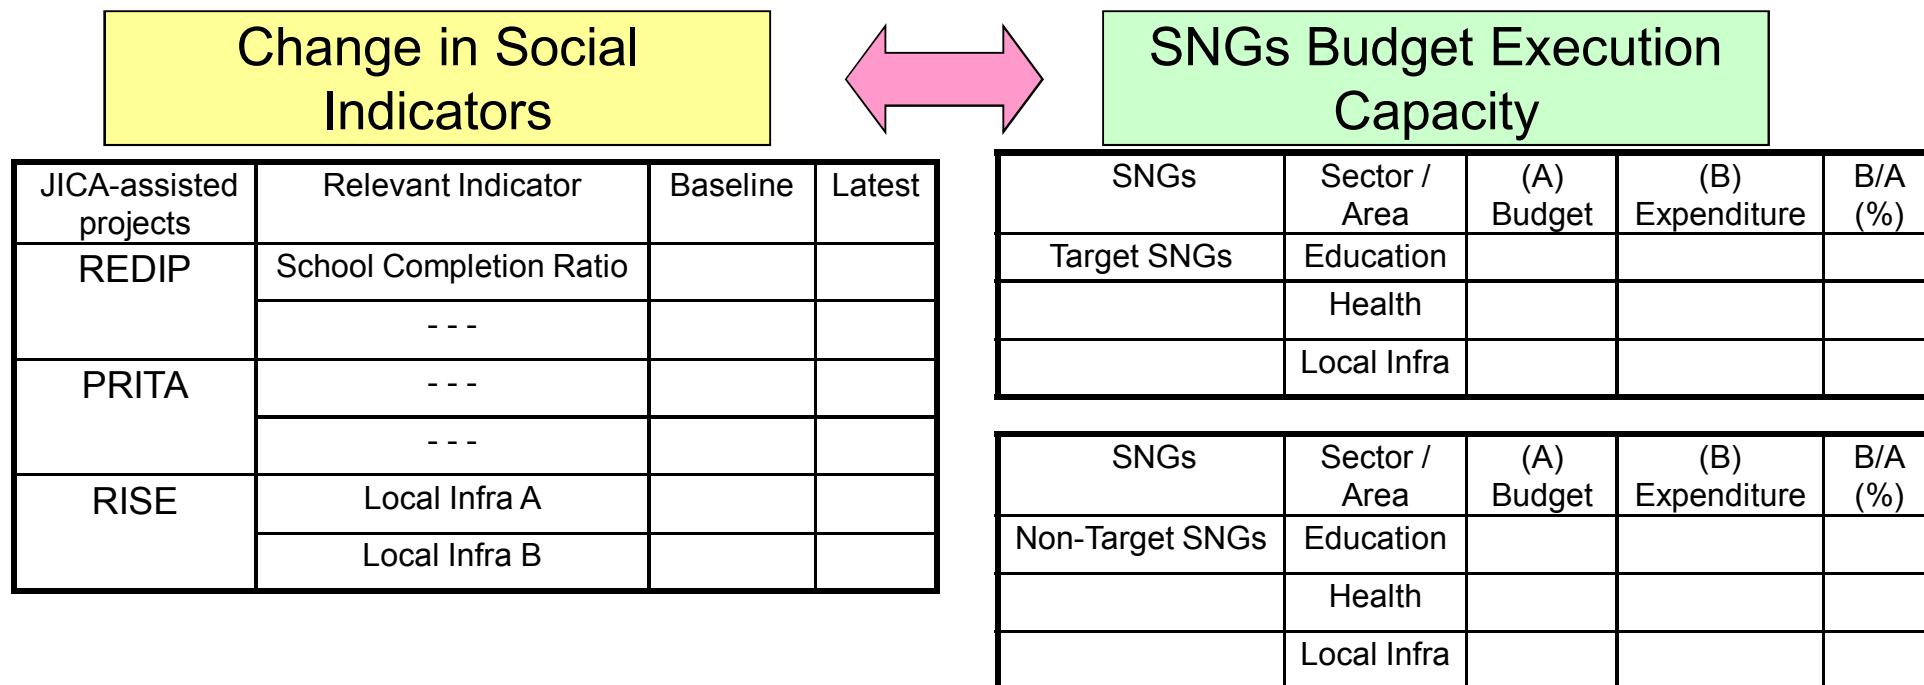 Change in Social
Indicators
SNGs Budget Execution
Capacity
JICA-assisted
projects
Relevant Indicator
Baseline
Latest
REDIP
School Completion Ratio
- - -
PRITA
- - -
- - -
RISE
Local Infra A
Local Infra B
SNGs
Sector /
Area
(A)
Budget
(B)
Expenditure
B/A
(%)
Target SNGs
Education
Health
Local Infra
SNGs
Sector /
Area
(A)
Budget
(B)
Expenditure
B/A
(%)
Non-Target SNGs
Education
Health
Local Infra